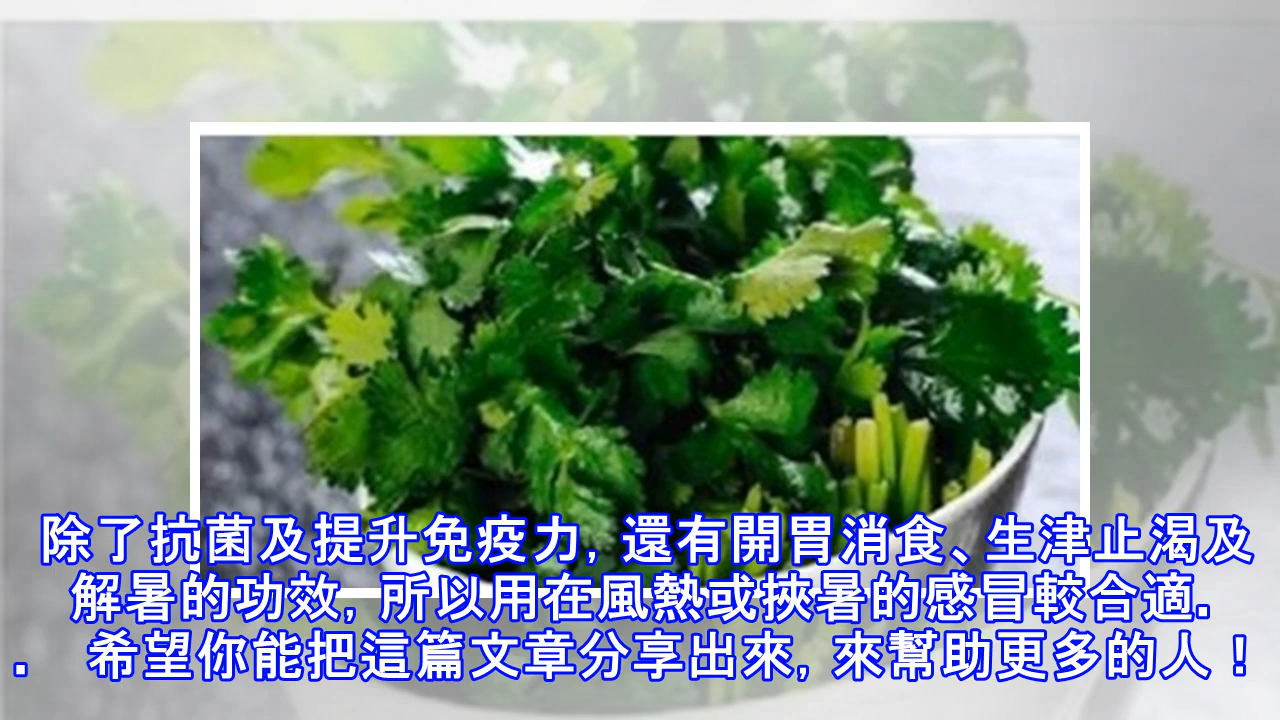 除了抗菌及提升免疫力, 還有開胃消食、生津止渴及
解暑的功效, 所以用在風熱或挾暑的感冒較合適.
. 希望你能把這篇文章分享出來, 來幫助更多的人！